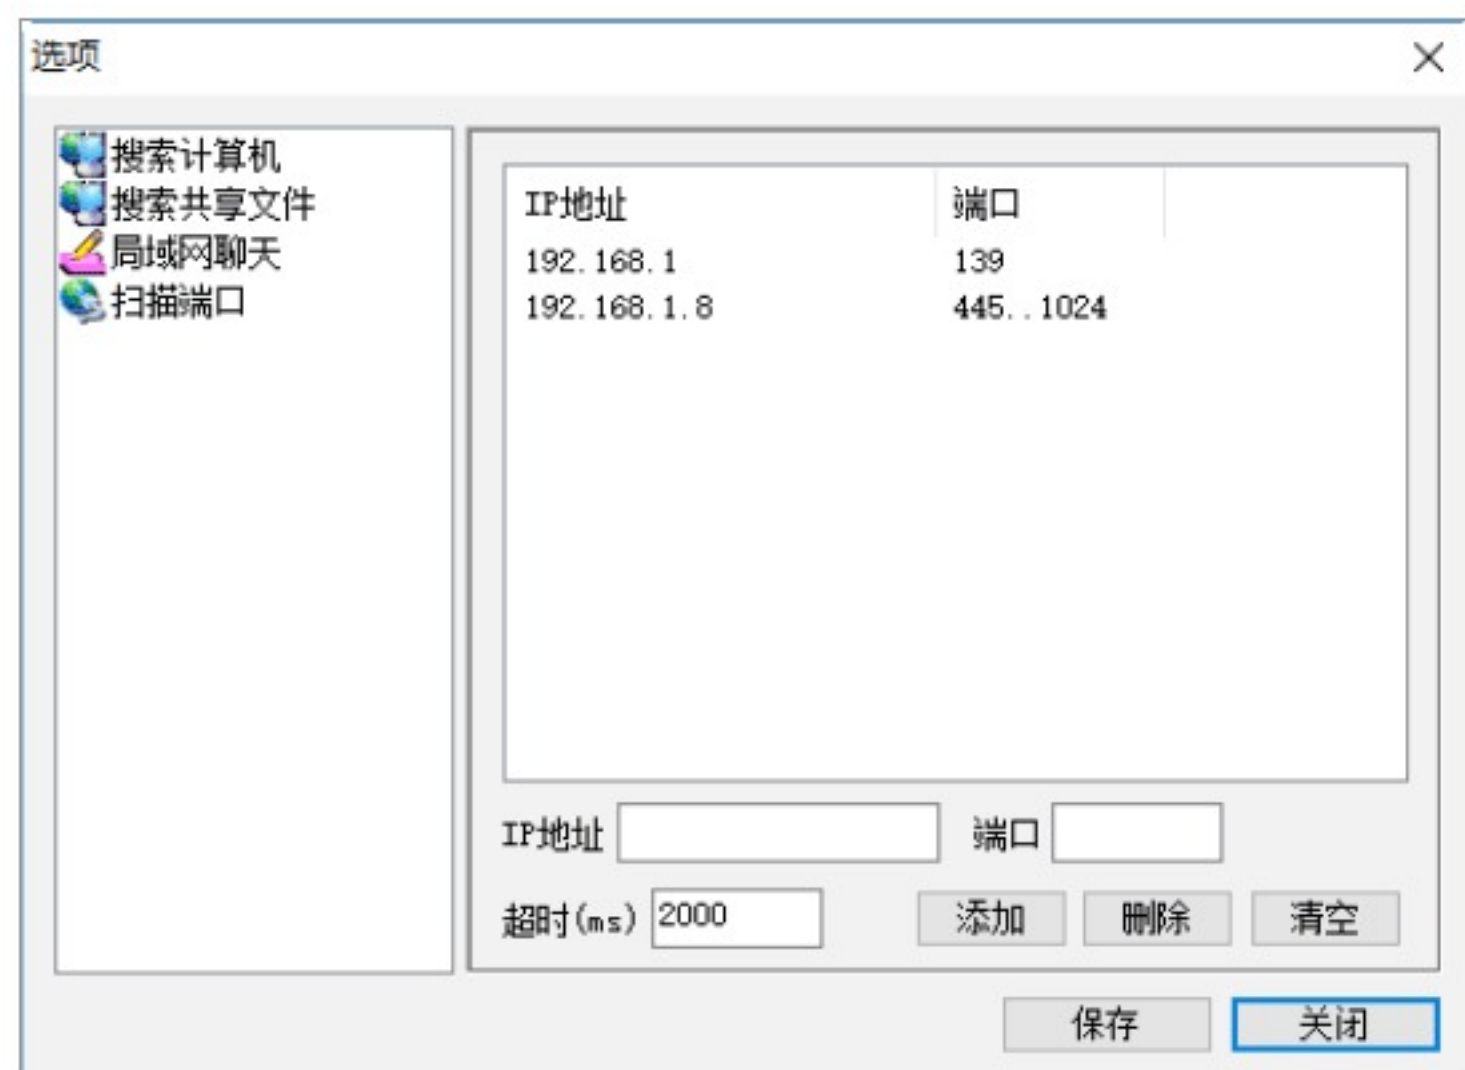 选项
搜索计算机
搜索共享文件
局域网聊天
扫描端口
IP地址 端口
192.168.1 139
192.168.1.8 445..1024
IP地址 端口
超时(ms) 2000 添加 删除 清空
保存 关闭